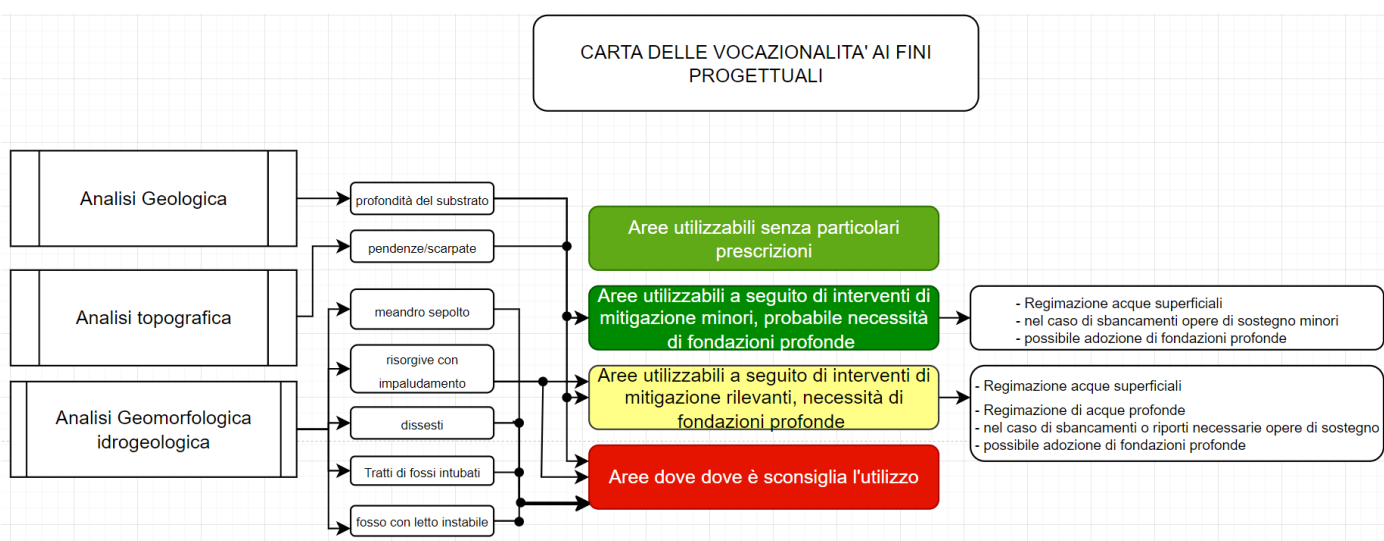 CARTA DELLE VOCAZIONALITA' AI FINI
PROGETTUALI
Analisi Geologica
Analisi topografica
Analisi Geomorfologica
idrogeologica
profondità del substrato
pendenze/scarpate
meandro sepolto
risorgive con
impaludamento
dissesti
Tratti di fossi intubati
fosso con letto instabile
Aree utilizzabili senza particolari
prescrizioni
Aree utilizzabili a seguito di interventi di
mitigazione minori, probabile necessità
di fondazioni profonde
Aree utilizzabili a seguito di interventi di
mitigazione rilevanti, necessità di
fondazioni profonde
Aree dove dove è sconsiglia l'utilizzo
- Regimazione acque superficiali
- nel caso di sbancamenti opere di sostegno minori
- possibile adozione di fondazioni profonde
- Regimazione acque superficiali
- Regimazione di acque profonde
- nel caso di sbancamenti o riporti necessarie opere di sostegno
- possibile adozione di fondazioni profonde